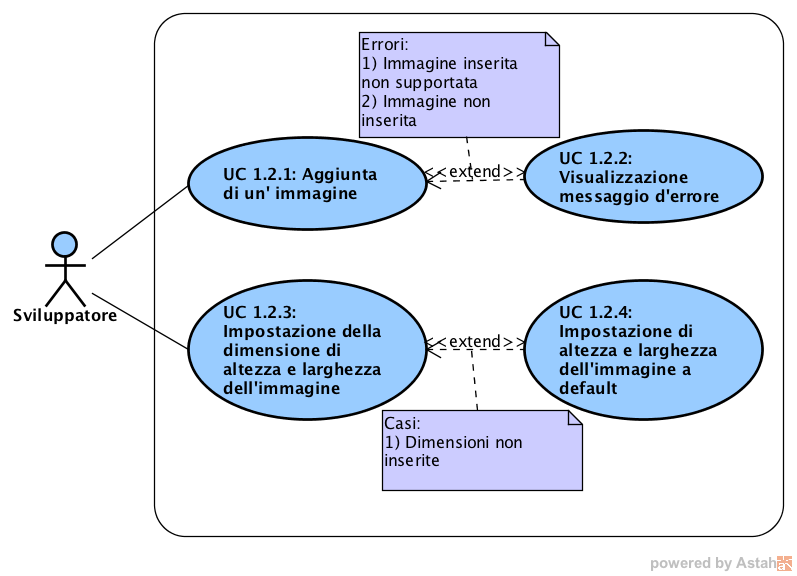 Errori:
1) Immagine inserita
non supportata
2) Immagine non
inserita
UC 1.2.1: Aggiunta
di un' immagine
<<extend>>
UC 1.2.2:
Visualizzazione
messaggio d'errore
Sviluppatore
UC 1.2.3:
Impostazione della
dimensione di
altezza e larghezza
dell'immagine
<<extend>>
UC 1.2.4:
Impostazione di
altezza e larghezza
dell'immagine a
default
Casi:
1) Dimensioni non
inserite
powered by Astah